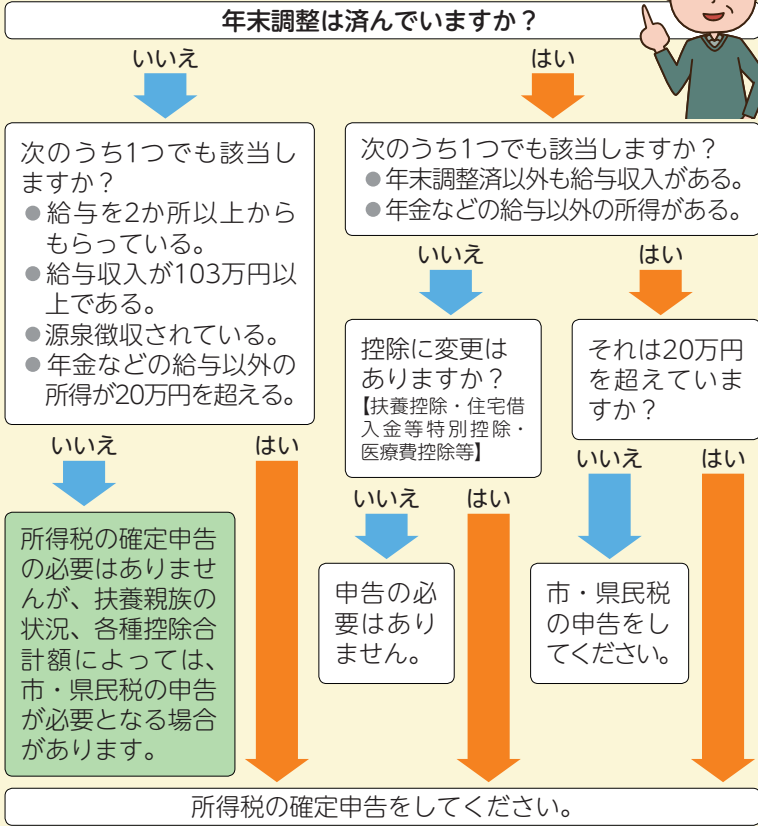 年末調整は済んでいますか？
いいえ
はい
次のうち1つでも該当し
ますか？
●給与を2か所以上から
もらっている。
●給与収入が103万円以
上である。
●源泉徴収されている。
●年金などの給与以外の
所得が20万円を超える。
次のうち1つでも該当しますか？
●年末調整済以外も給与収入がある。
●年金などの給与以外の所得がある。
いいえ
はい
控除に変更は
ありますか？
【扶養控除・住宅借
入金等特別控除・
医療費控除等】
それは20万円
を超えていま
すか？
いいえ
はい
いいえ
はい
いいえ
はい
所得税の確定申告
の必要はありませ
んが、扶養親族の
状況、各種控除合
計額によっては、
市・県民税の申告
が必要となる場合
があります。
申告の必
要はあり
ません。
市・県民税
の申告をし
てください。
所得税の確定申告をしてください。